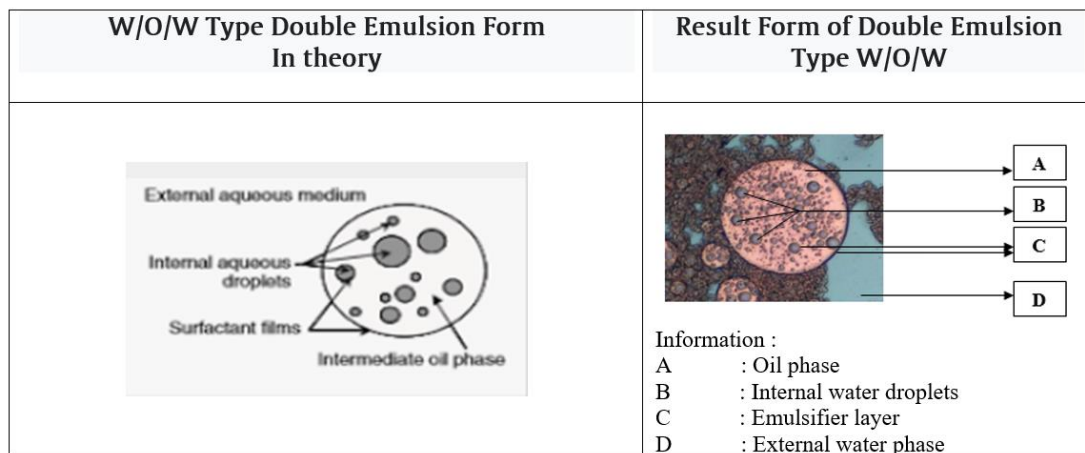 W/O/W Type Double Emulsion Form
In theory
Result Form of Double Emulsion
Type W/O/W
External aqueous medium
Internal aqueous
droplets
Surfactant films
Intermediate oil phase
A
B
C
D
Information :
A : Oil phase
B : Internal water droplets
C : Emulsifier layer
D : External water phase